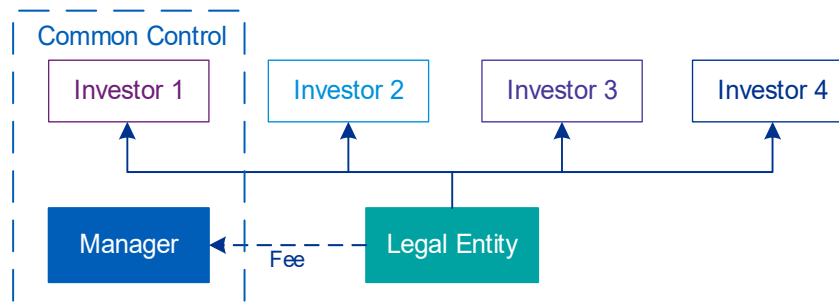 Common Control
Investor 1
Investor 2
Investor 3
Investor 4
Manager
Fee
Legal Entity